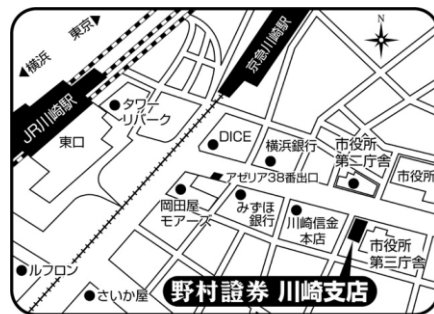 東京▶
◀横浜
N
京急川崎駅
JR川崎駅
タワー
リパーク
東口
DICE
横浜銀行
市役所
第二庁舎
市役所
アゼリア38番出口
岡田屋
モアーズ
みずほ
銀行
川崎信金
本店
市役所
第三庁舎
ルフロン
さいか屋
野村證券 川崎支店